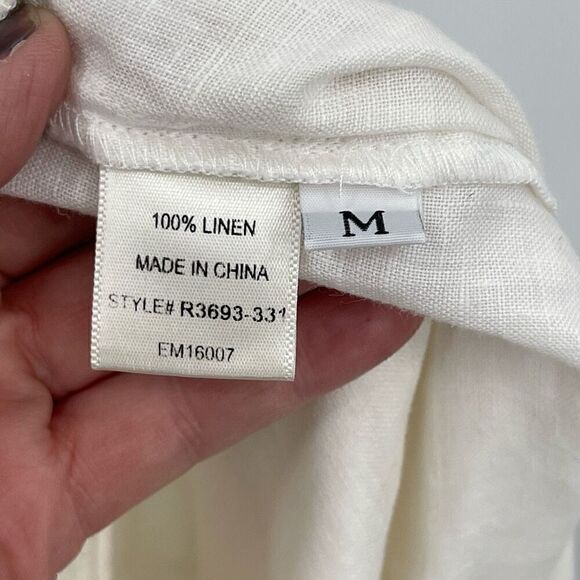 100% LINEN
MADE IN CHINA
STYLE# R3693-331
EM16007
M